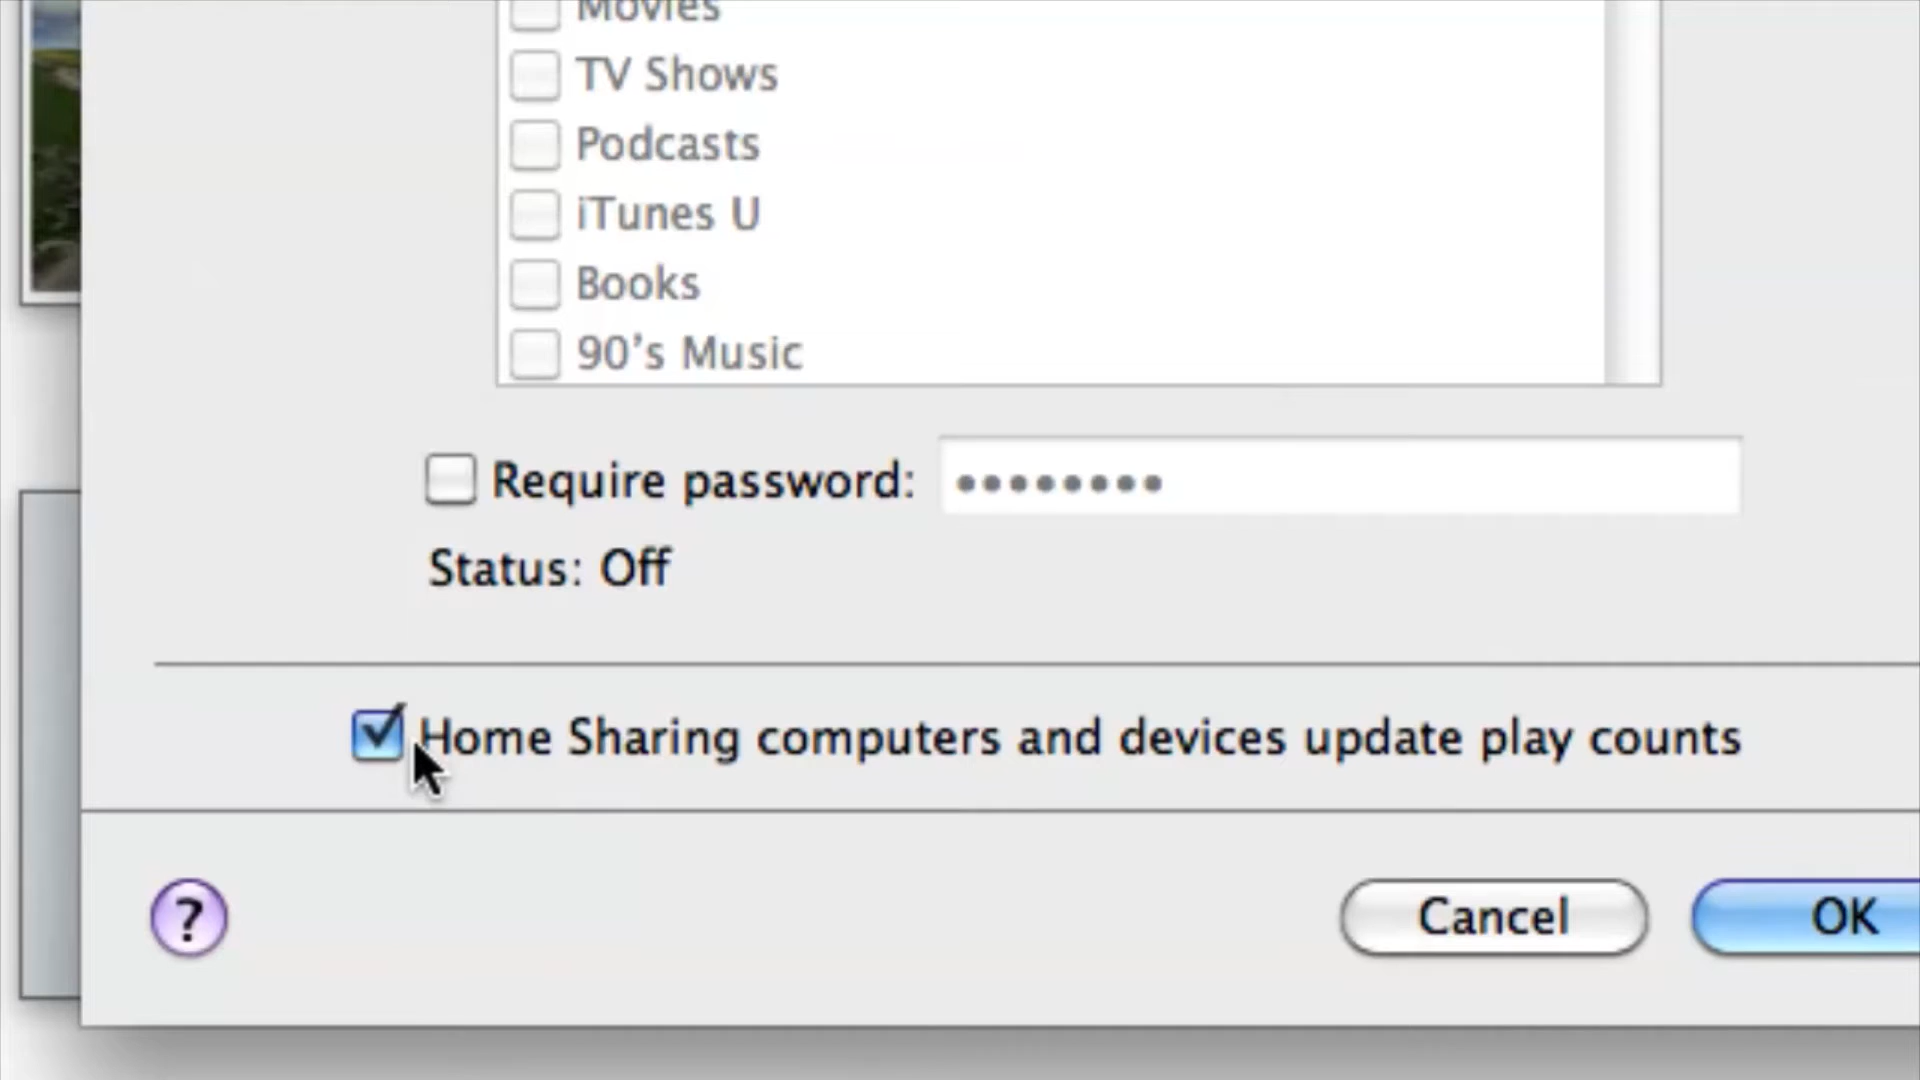 Movies
TV Shows
Podcasts
iTunes U
Books
90's Music
Require password: ••••••••
Status: Off
Home Sharing computers and devices update play counts
?
Cancel
OK